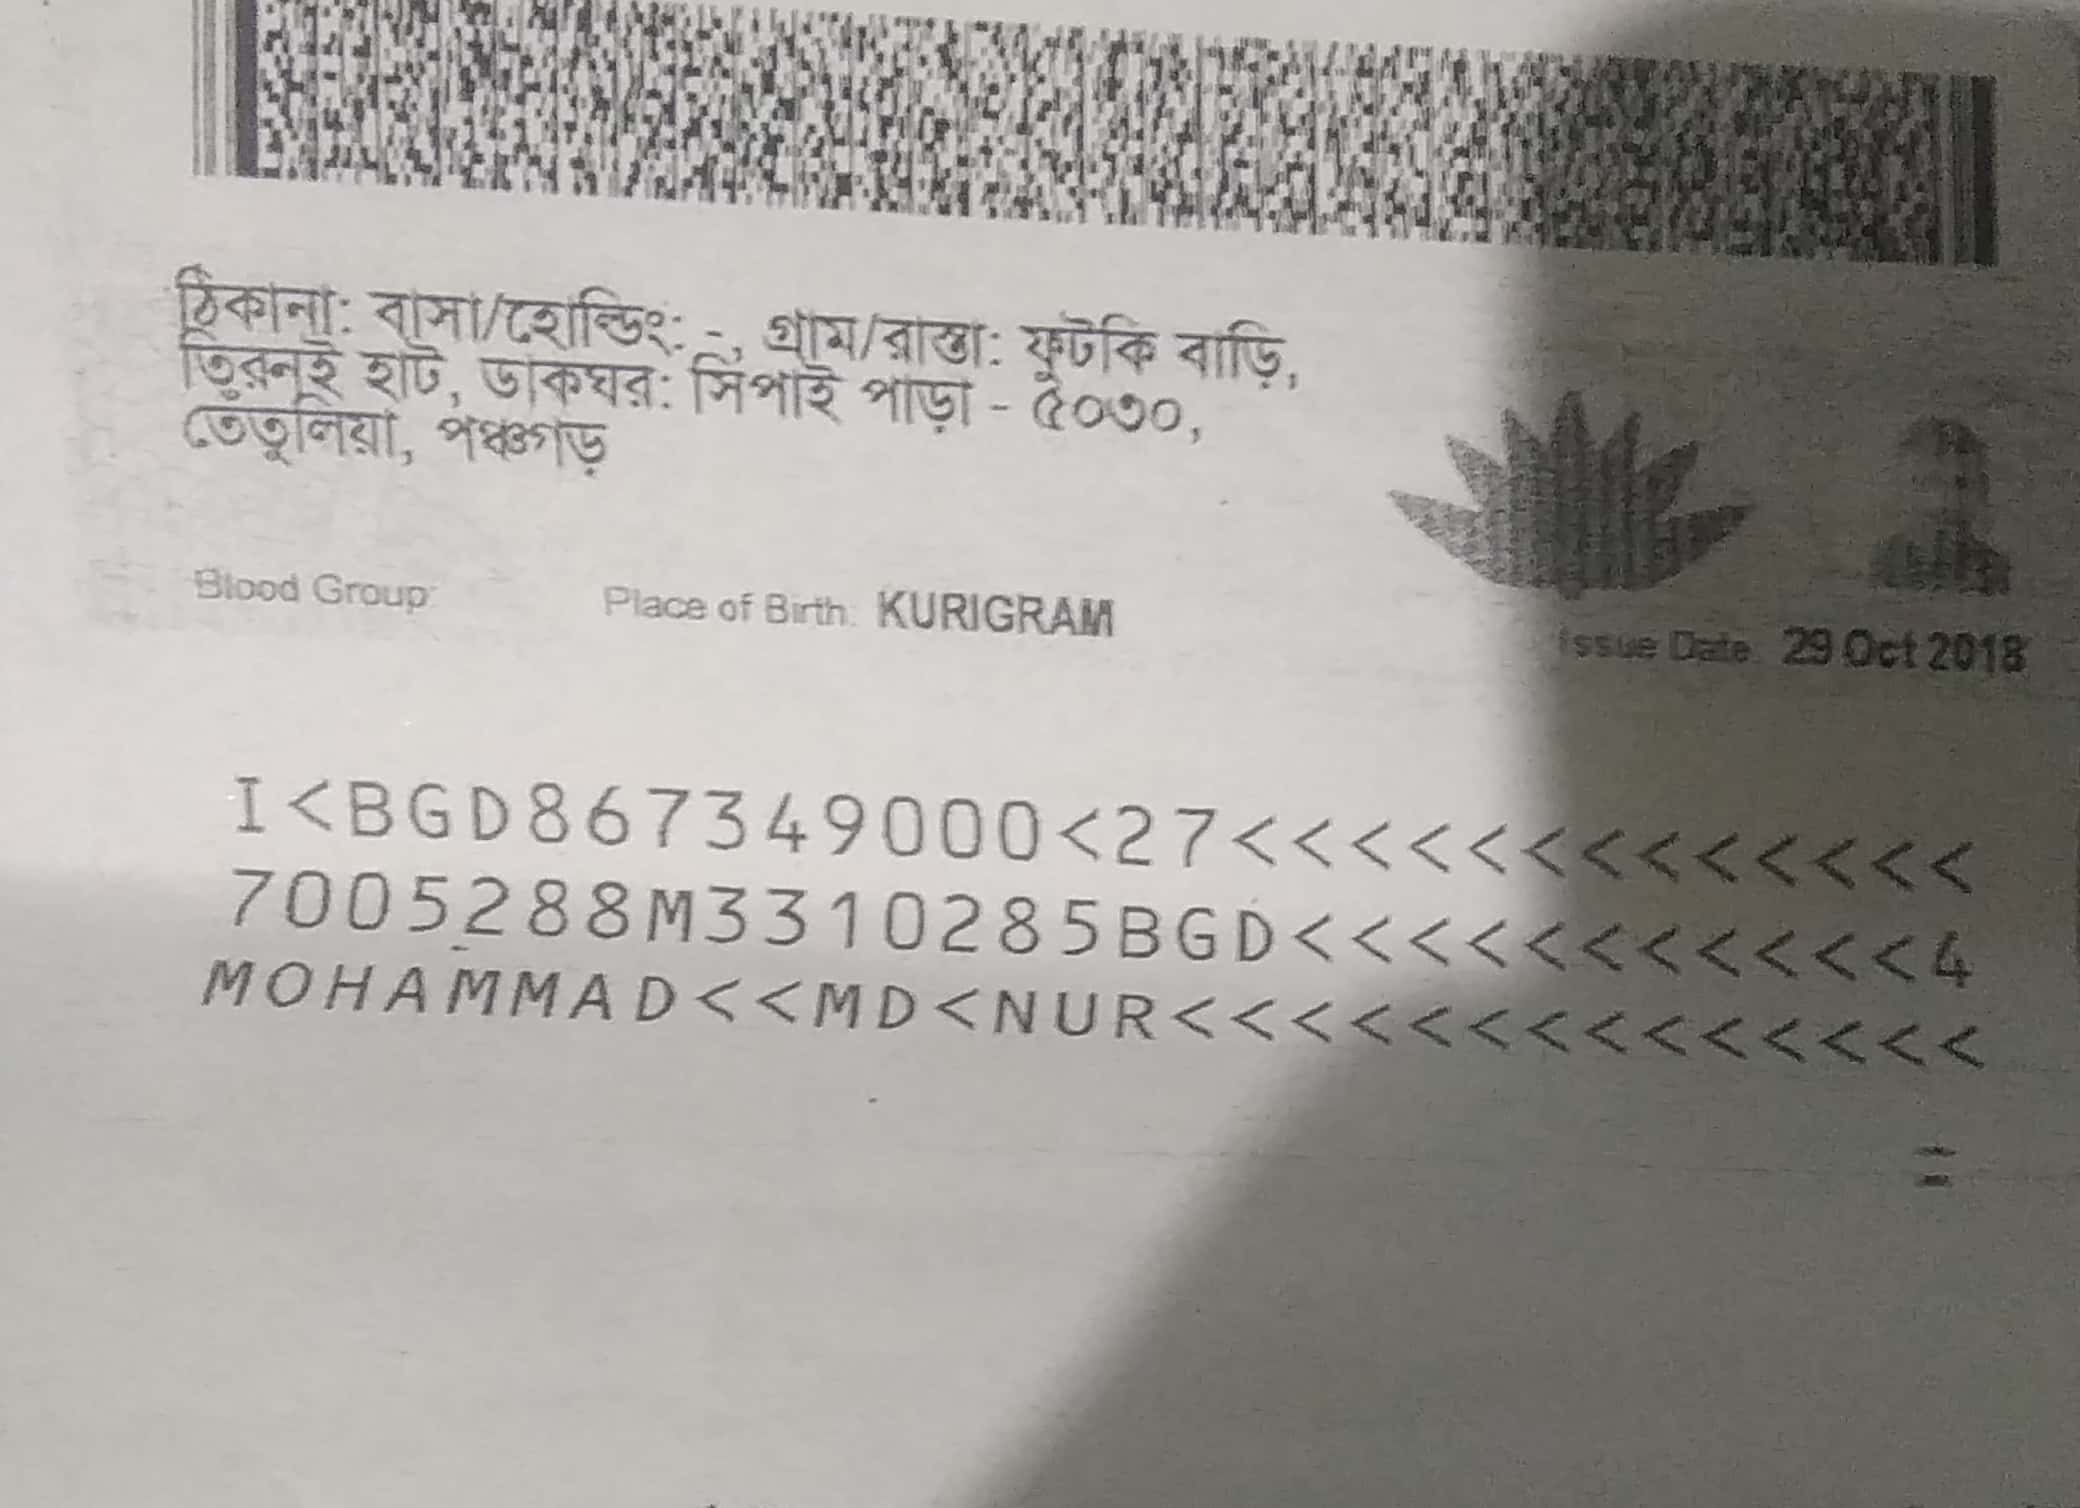 ঠিকানা: বাসা/হোল্ডিং: -, গ্রাম/রাস্তা: ফুটকি বাড়ি,
তিরনই হাট, ডাকঘর: সিপাই পাড়া - ৫০৩০,
তেঁতুলিয়া, পঞ্চগড়
Blood Group: Place of Birth: KURIGRAM Issue Date: 29 Oct 2018
I<BGD867349000<27<<<<<<<<<<<<<
7005288M3310285BGD<<<<<<<<<<<4
MOHAMMAD<<MD<NUR<<<<<<<<<<<<<<